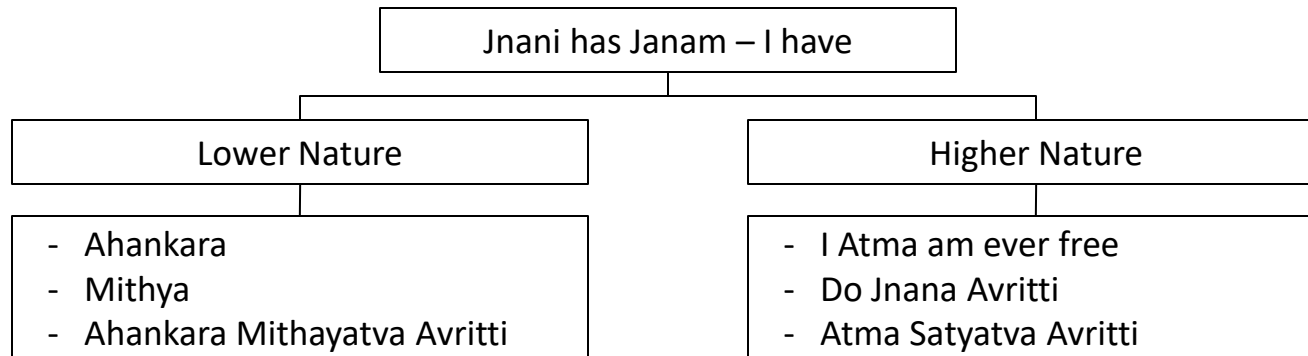 Jnani has Janam – I have
Lower Nature
Higher Nature
- Ahankara
- Mithya
- Ahankara Mithayatva Avritti
- I Atma am ever free
- Do Jnana Avritti
- Atma Satyatva Avritti